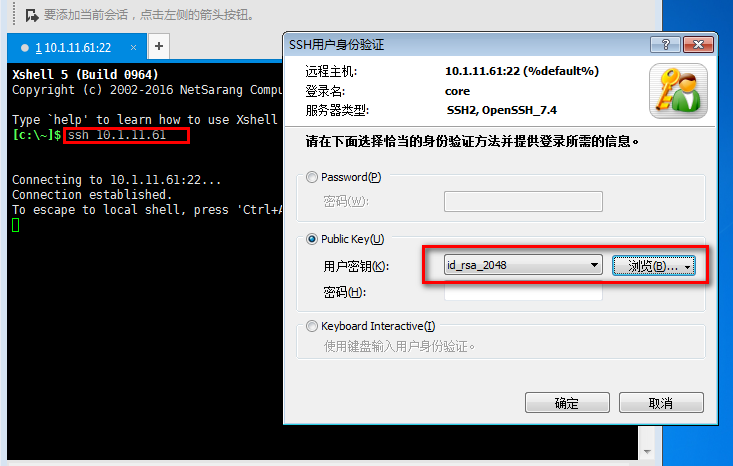 要添加当前会话，点击左侧的箭头按钮。
1 10.1.11.61:22
Xshell 5 (Build 0964)
Copyright (c) 2002-2016 NetSarang Compu
Type `help' to learn how to use Xshell
[c:\~]$ ssh 10.1.11.61
Connecting to 10.1.11.61:22...
Connection established.
To escape to local shell, press 'Ctrl+A
SSH用户身份验证
远程主机: 10.1.11.61:22 (%default%)
登录名: core
服务器类型: SSH2, OpenSSH_7.4
请在下面选择恰当的身份验证方法并提供登录所需的信息。
Password(P)
密码(W):
Public Key(U)
用户密钥(K): id_rsa_2048 浏览(B)...
密码(H):
Keyboard Interactive(I)
使用键盘输入用户身份验证。
确定 取消